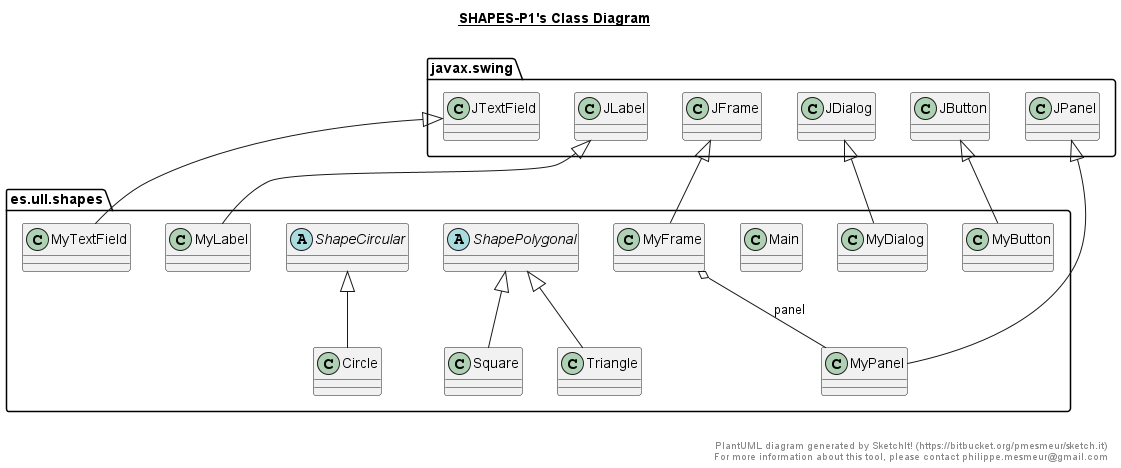 SHAPES-P1's Class Diagram
javax.swing
C JTextField
C JLabel
C JFrame
C JDialog
C JButton
C JPanel
es.ull.shapes
C MyTextField
C MyLabel
A ShapeCircular
A ShapePolygonal
C MyFrame
C Main
C MyDialog
C MyButton
panel
C Circle
C Square
C Triangle
C MyPanel
PlantUML diagram generated by SketchIt! (https://bitbucket.org/pmesmeur/sketch.it)
For more information about this tool, please contact philippe.mesmeur@gmail.com